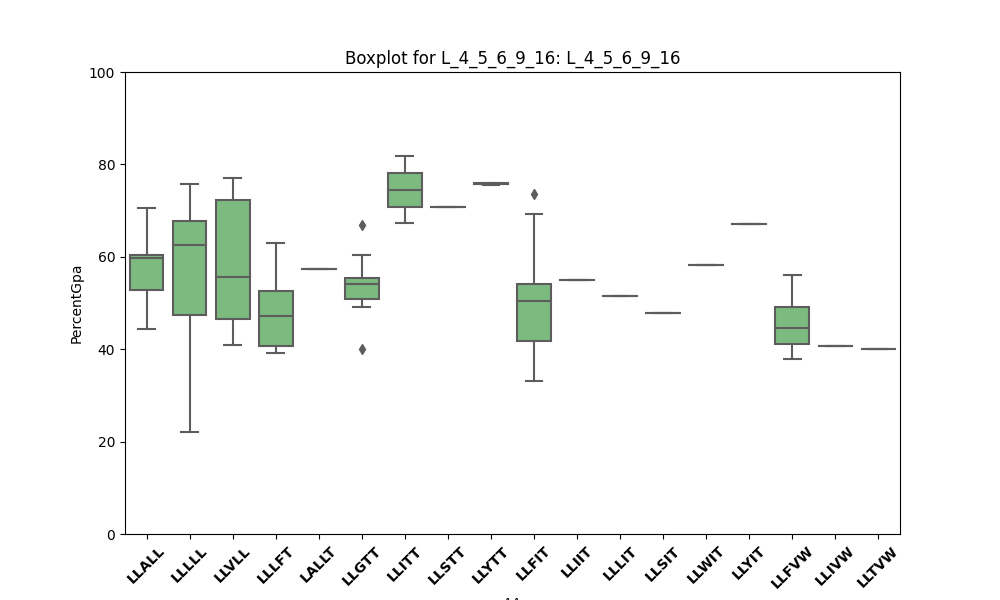 Boxplot for L_4_5_6_9_16: L_4_5_6_9_16
PercentGpa
100
80
60
40
20
0
LLALL LLLLL LLVLL LLLFT LALLT LLGTT LLITT LLSTT LLYTT LLFIT LLIIT LLLIT LLSIT LLWIT LLYIT LLFVW LLIVW LLTVW